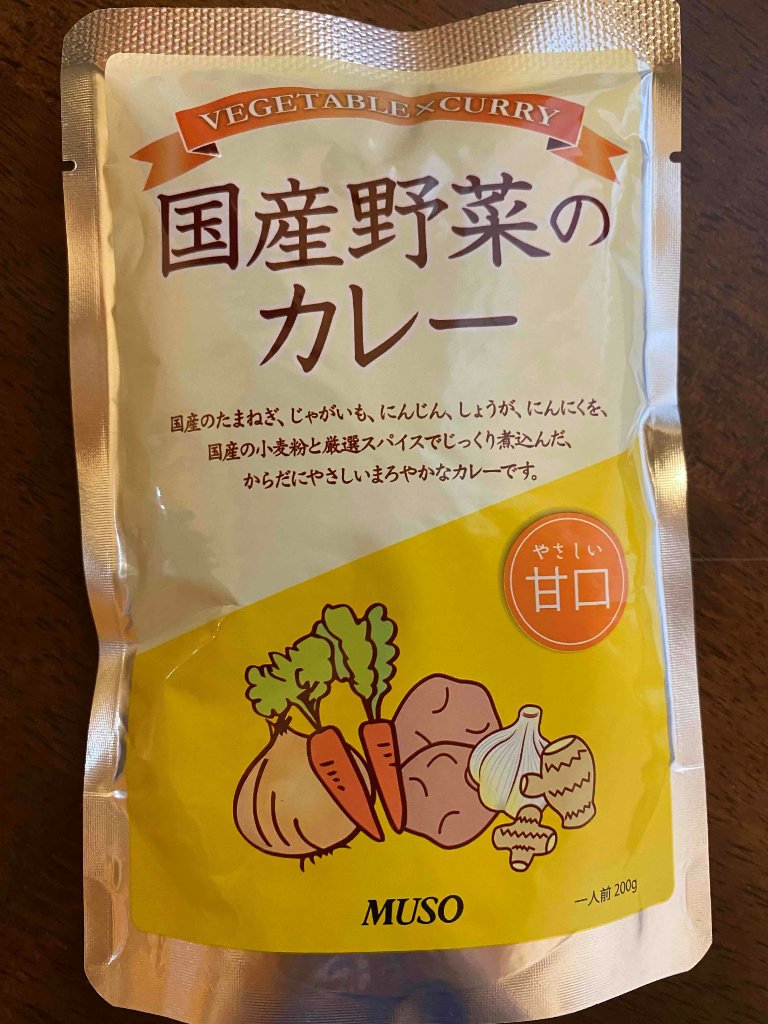 VEGETABLE×CURRY
国産野菜の
カレー
国産のたまねぎ、じゃがいも、にんじん、しょうが、にんにくを、
国産の小麦粉と厳選スパイスでじっくり煮込んだ、
からだにやさしいまろやかなカレーです。
やさしい
甘口
MUSO
一人前 200g